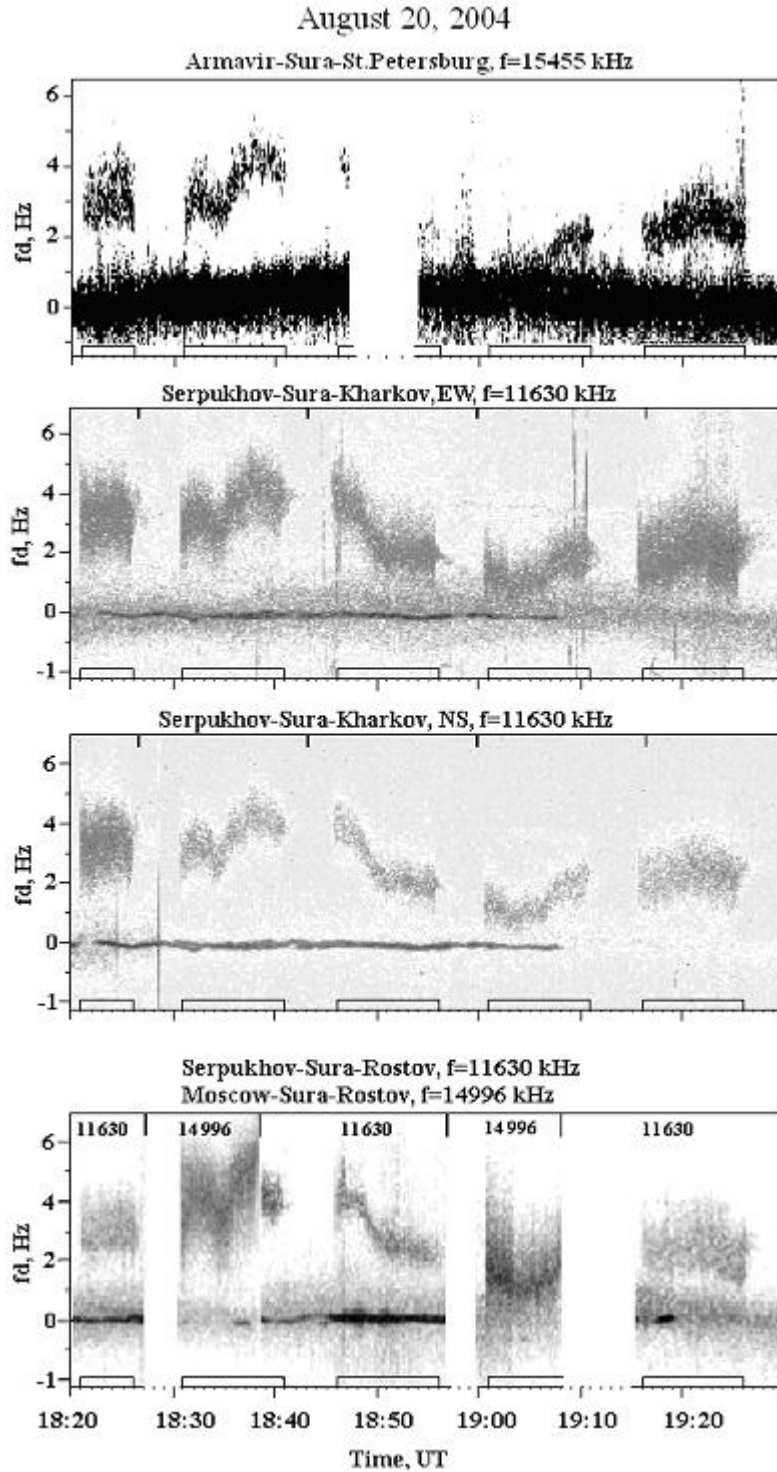 August 20, 2004
Armavir-Sura-St.Petersburg, f=15455 kHz
6
4
2
0
fd, Hz
Serpukhov-Sura-Kharkov,EW, f=11630 kHz
6
4
2
0
-1
fd, Hz
Serpukhov-Sura-Kharkov, NS, f=11630 kHz
6
4
2
0
-1
fd, Hz
Serpukhov-Sura-Rostov, f=11630 kHz
Moscow-Sura-Rostov, f=14996 kHz
11630 14996 11630 14996 11630
6
4
2
0
-1
fd, Hz
18:20 18:30 18:40 18:50 19:00 19:10 19:20
Time, UT